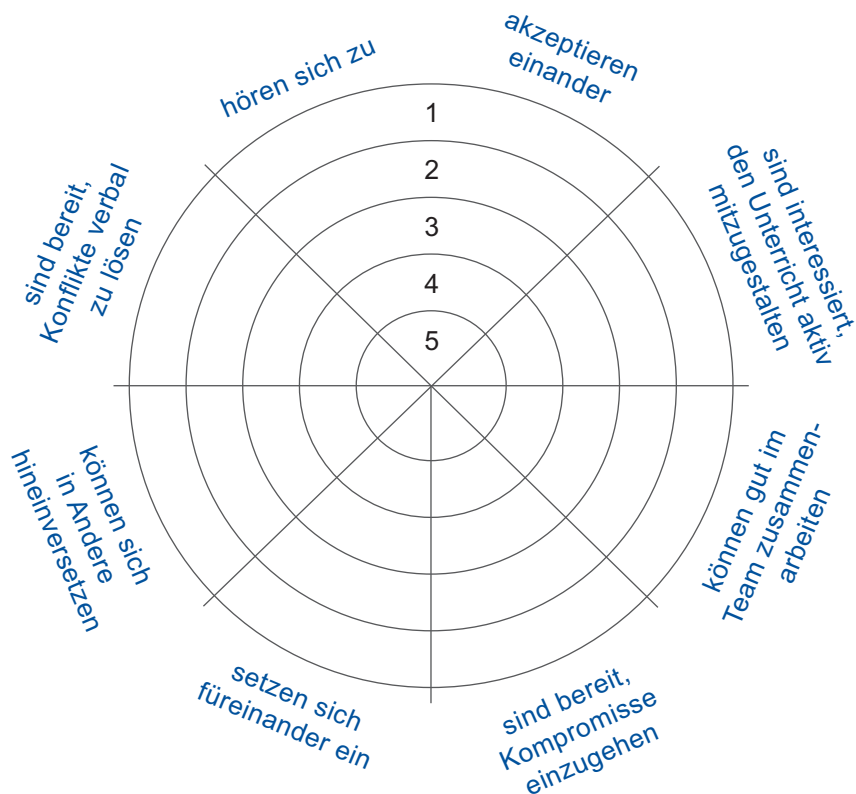 hören sich zu
akzeptieren
einander
1
2
3
4
5
sind interessiert,
den Unterricht aktiv
mitzugestalten
können gut im
Team zusammen-
arbeiten
sind bereit,
Kompromisse
einzugehen
setzen sich
füreinander ein
können sich
in Andere
hineinversetzen
sind bereit,
Konflikte verbal
zu lösen